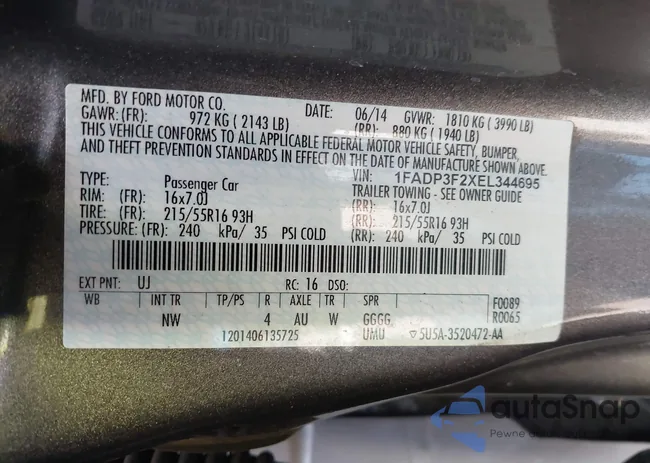 MFD. BY FORD MOTOR CO.
DATE: 06/14 GVWR: 1810 KG ( 3990 LB)
GAWR: (FR): 972 KG ( 2143 LB) (RR): 880 KG ( 1940 LB)
THIS VEHICLE CONFORMS TO ALL APPLICABLE FEDERAL MOTOR VEHICLE SAFETY, BUMPER,
AND THEFT PREVENTION STANDARDS IN EFFECT ON THE DATE OF MANUFACTURE SHOWN ABOVE.
VIN: 1FADP3F2XEL344695
TYPE: Passenger Car TRAILER TOWING - SEE OWNER GUIDE
RIM: (FR): 16x7.0J (RR): 16x7.0J
TIRE: (FR): 215/55R16 93H (RR): 215/55R16 93H
PRESSURE: (FR): 240 kPa/ 35 PSI COLD (RR): 240 kPa/ 35 PSI COLD
EXT PNT: UJ RC: 16 DSO: F0089
WB INT TR TP/PS R AXLE TR SPR R0065
NW 4 AU W GGGG
1201406135725 UMU ▽ 5U5A-3520472-AA
autoSnap